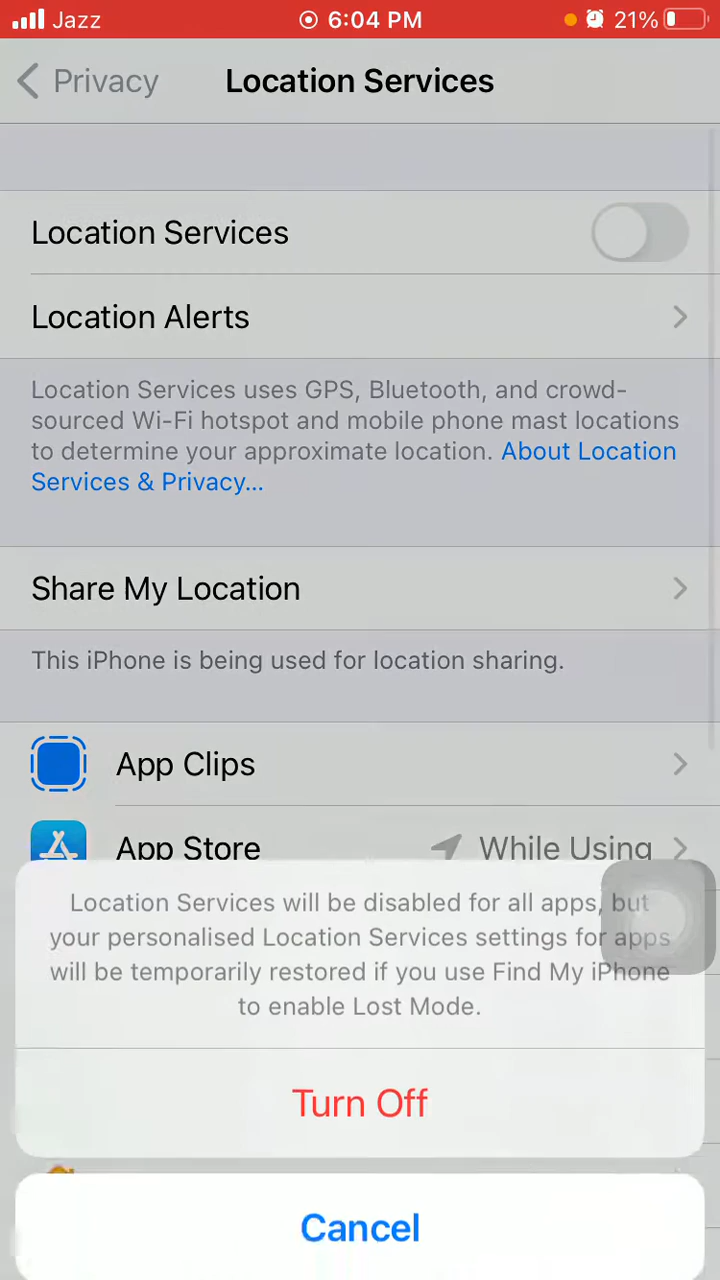 Jazz 6:04 PM 21%
Privacy Location Services
Location Services
Location Alerts
Location Services uses GPS, Bluetooth, and crowd-
sourced Wi-Fi hotspot and mobile phone mast locations
to determine your approximate location. About Location
Services & Privacy...
Share My Location
This iPhone is being used for location sharing.
App Clips
App Store While Using
Location Services will be disabled for all apps, but
your personalised Location Services settings for apps
will be temporarily restored if you use Find My iPhone
to enable Lost Mode.
Turn Off
Cancel